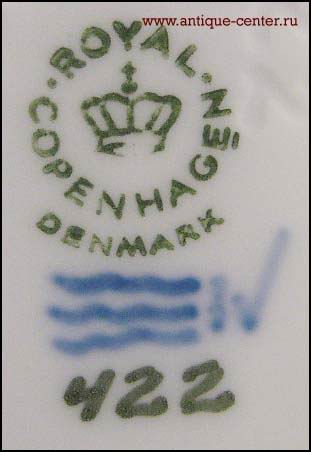 www.antique-center.ru
ROYAL COPENHAGEN
DENMARK
422